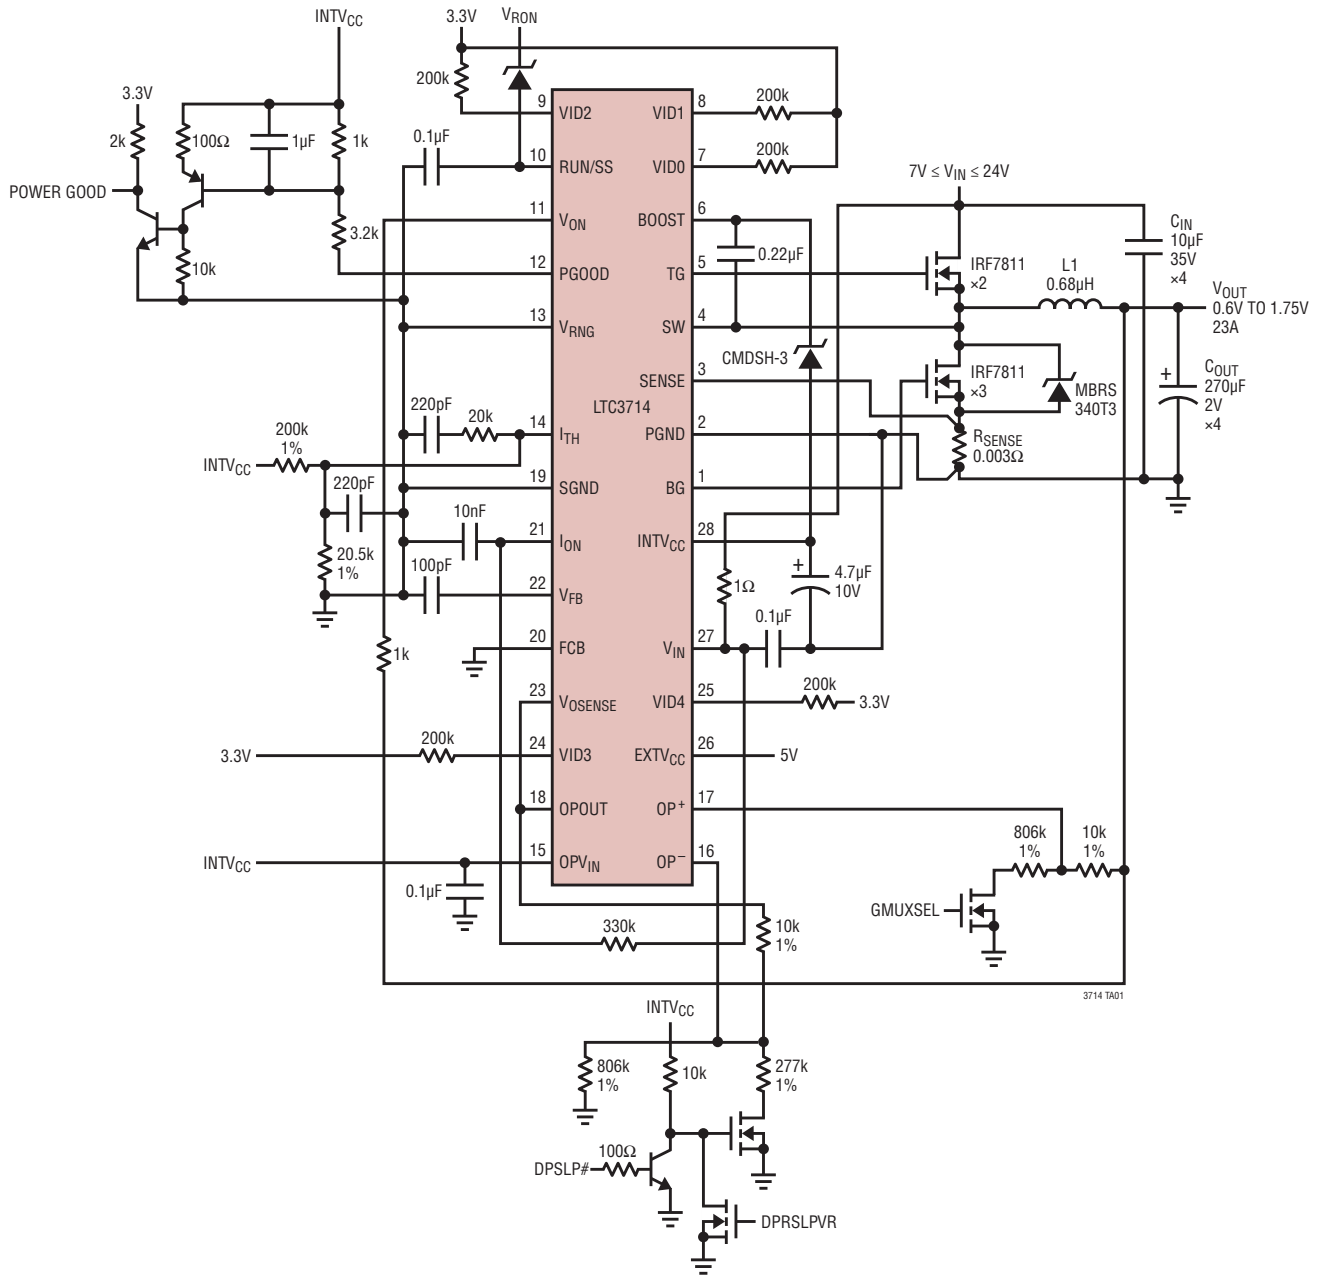 INTVCC
3.3V
VRON
200k
3.3V
2k
100Ω
1µF
1k
POWER GOOD
3.2k
10k
0.1µF
9
VID2
VID1
8
200k
10
RUN/SS
VID0
7
200k
11
VON
BOOST
6
0.22µF
12
PGOOD
TG
5
13
VRNG
SW
4
CMDSH-3
SENSE
3
LTC3714
220pF
20k
14
ITH
PGND
2
200k
1%
INTVCC
220pF
20.5k
1%
19
SGND
BG
1
10nF
21
ION
INTVCC
28
100pF
22
VFB
1Ω
4.7µF
10V
+
0.1µF
20
FCB
VIN
27
1k
23
VOSENSE
VID4
25
200k
3.3V
3.3V
200k
24
VID3
EXTVCC
26
5V
18
OPOUT
OP+
17
INTVCC
15
OPVIN
OP–
16
0.1µF
7V ≤ VIN ≤ 24V
CIN
10µF
35V
×4
IRF7811
×2
L1
0.68µH
VOUT
0.6V TO 1.75V
23A
IRF7811
×3
MBRS
340T3
+
COUT
270µF
2V
×4
RSENSE
0.003Ω
806k
1%
10k
1%
GMUXSEL
330k
10k
1%
3714 TA01
INTVCC
806k
1%
10k
277k
1%
DPSLP#
100Ω
DPRSLPVR